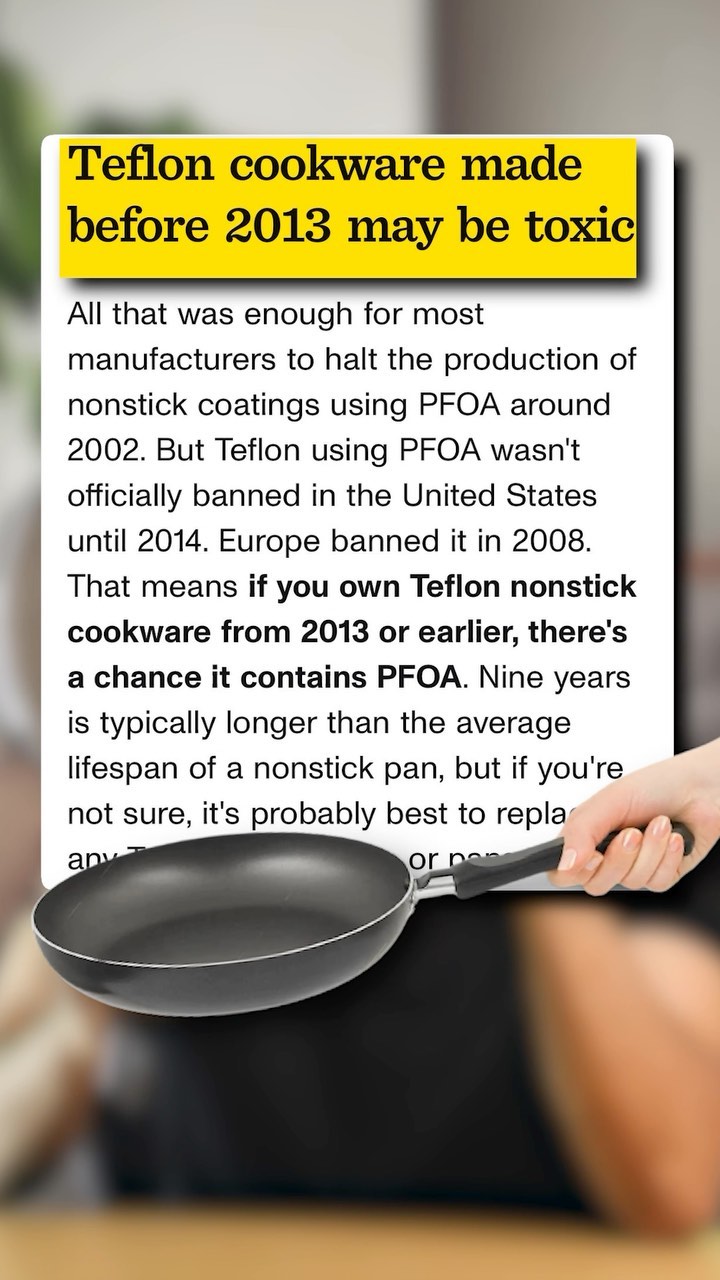 Teflon cookware made
before 2013 may be toxic
All that was enough for most
manufacturers to halt the production of
nonstick coatings using PFOA around
2002. But Teflon using PFOA wasn't
officially banned in the United States
until 2014. Europe banned it in 2008.
That means if you own Teflon nonstick
cookware from 2013 or earlier, there's
a chance it contains PFOA. Nine years
is typically longer than the average
lifespan of a nonstick pan, but if you're
not sure, it's probably best to
any or